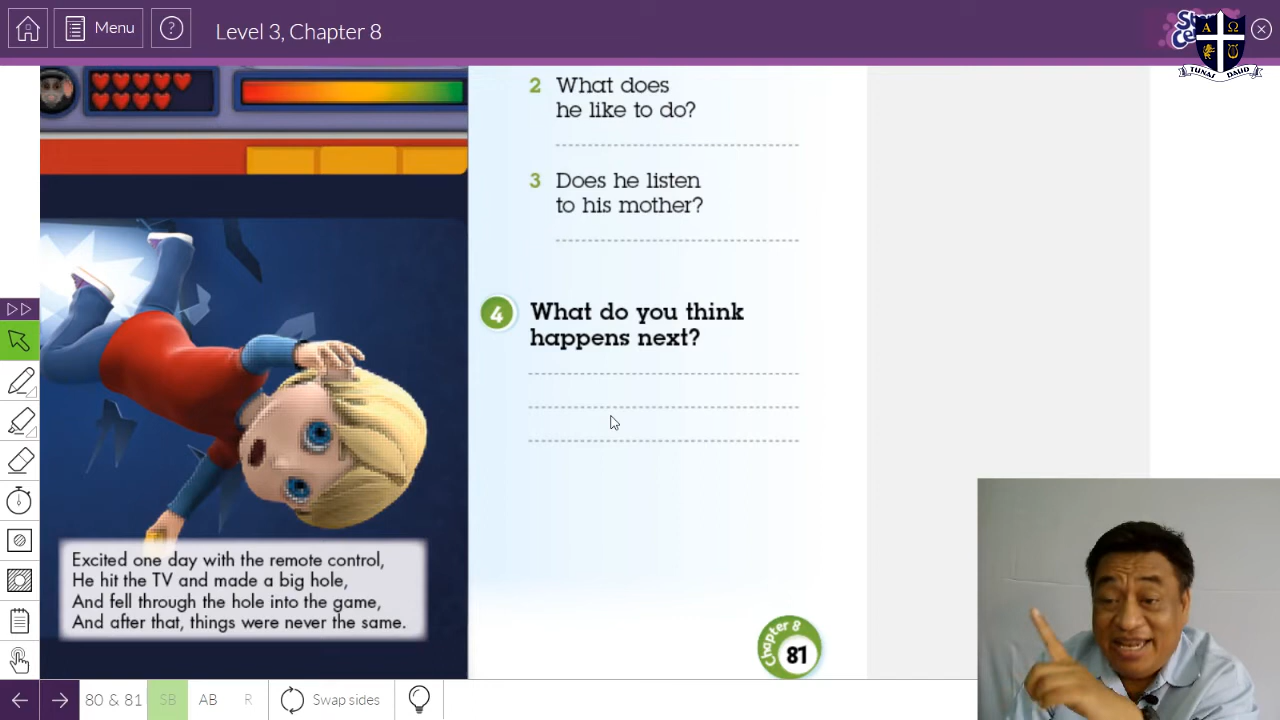 Menu
?
Level 3, Chapter 8
A Ω
TUNAS DAUD
2 What does
he like to do?
3 Does he listen
to his mother?
4 What do you think
happens next?
Excited one day with the remote control,
He hit the TV and made a big hole,
And fell through the hole into the game,
And after that, things were never the same.
Chapter 8
81
80 & 81
SB
AB
R
Swap sides